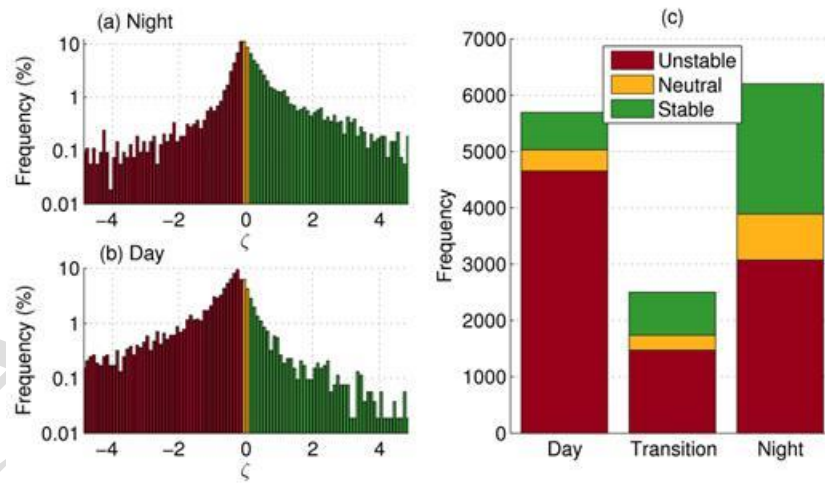 (a) Night
Frequency (%)
10
1
0.1
0.01
−4 −2 0 2 4
ζ
(b) Day
Frequency (%)
10
1
0.1
0.01
−4 −2 0 2 4
ζ
(c)
Frequency
7000
6000
5000
4000
3000
2000
1000
0
Unstable
Neutral
Stable
Day Transition Night